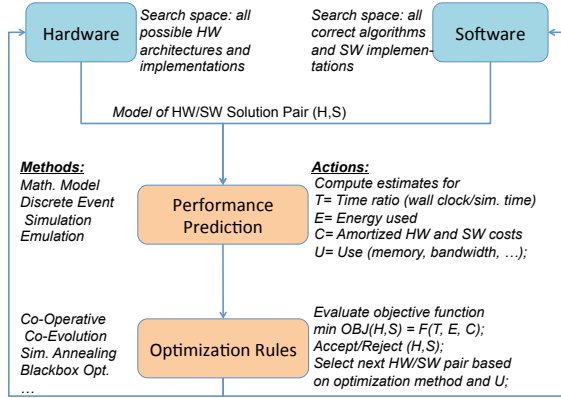 Hardware
Search space: all
possible HW
architectures and
implementations
Search space: all
correct algorithms
and SW implemen-
tations
Software
Model of HW/SW Solution Pair (H,S)
Methods:
Math. Model
Discrete Event
Simulation
Emulation
Performance
Prediction
Actions:
Compute estimates for
T= Time ratio (wall clock/sim. time)
E= Energy used
C= Amortized HW and SW costs
U= Use (memory, bandwidth, …);
Co-Operative
Co-Evolution
Sim. Annealing
Blackbox Opt.
…
Optimization Rules
Evaluate objective function
min OBJ(H,S) = F(T, E, C);
Accept/Reject (H,S);
Select next HW/SW pair based
on optimization method and U;